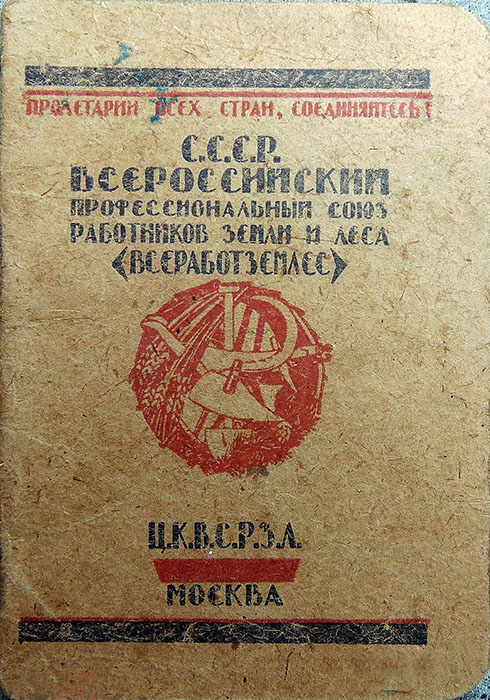 ПРОЛЕТАРИИ ВСЕХ СТРАН, СОЕДИНЯЙТЕСЬ!
С.С.С.Р.
ВСЕРОССИЙСКИЙ
ПРОФЕССИОНАЛЬНЫЙ СОЮЗ
РАБОТНИКОВ ЗЕМЛИ И ЛЕСА
<ВСЕРАБОТЗЕМЛЕС>
Ц.К.В.С.Р.З.Л.
МОСКВА